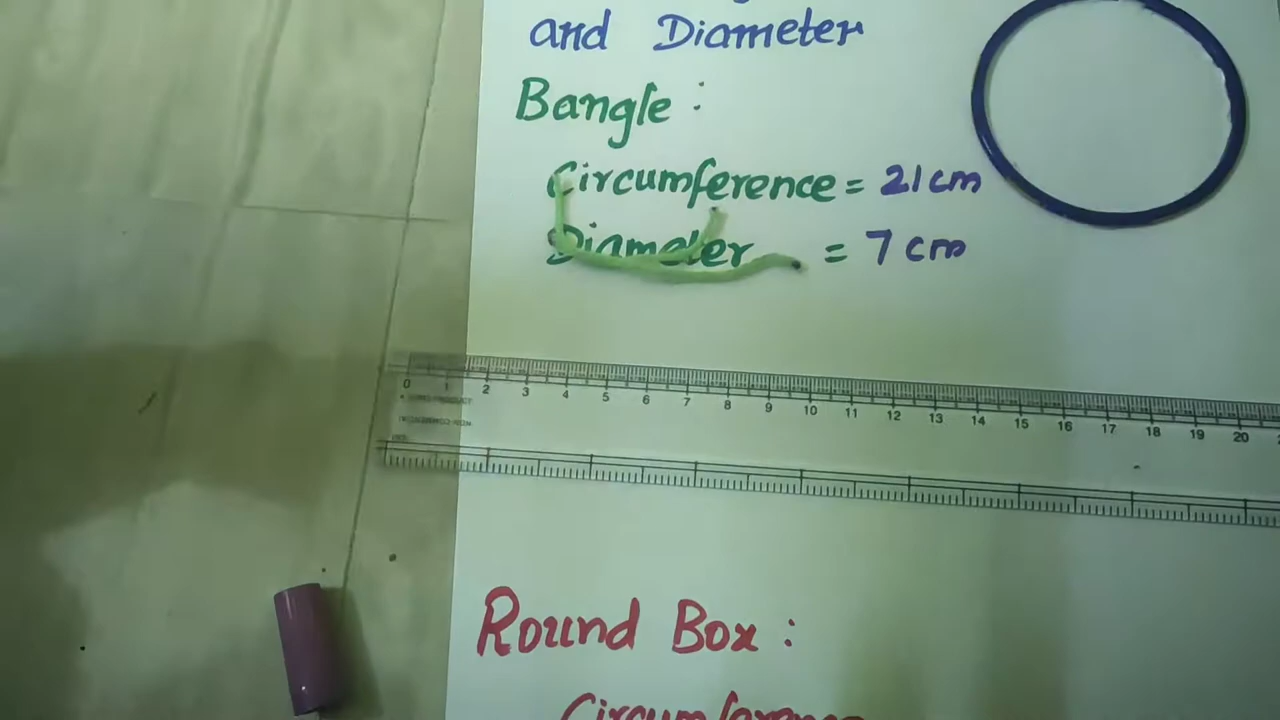 and Diameter
Bangle :
Circumference = 21 cm
Diameter = 7 cm
0 1 2 3 4 5 6 7 8 9 10 11 12 13 14 15 16 17 18 19 20
Round Box :
Circumference